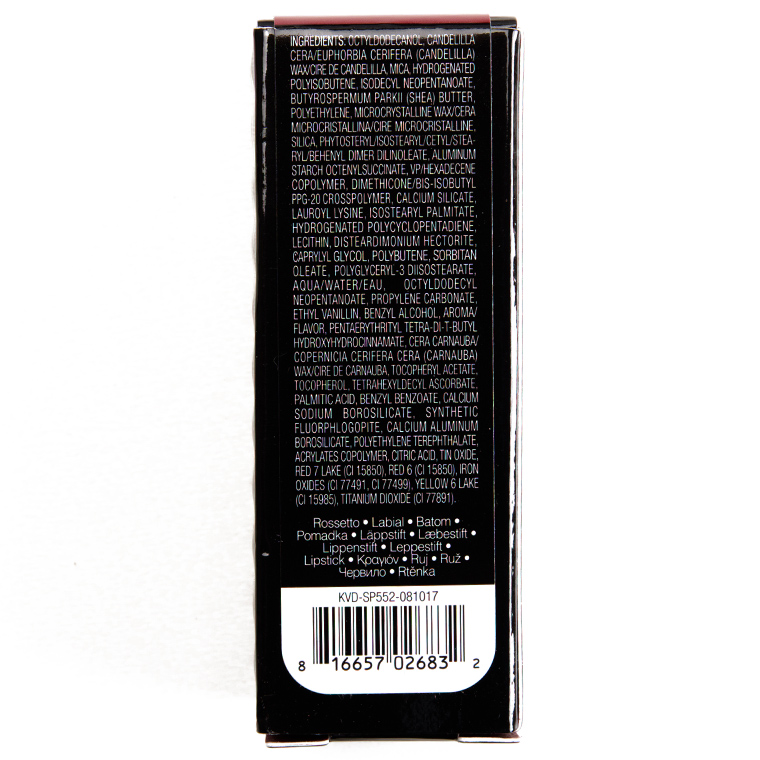 INGREDIENTS: OCTYLDODECANOL, CANDELILLA
CERA/EUPHORBIA CERIFERA (CANDELILLA)
WAX/CIRE DE CANDELILLA, MICA, HYDROGENATED
POLYISOBUTENE, ISODECYL NEOPENTANOATE,
BUTYROSPERMUM PARKII (SHEA) BUTTER,
POLYETHYLENE, MICROCRYSTALLINE WAX/CERA
MICROCRISTALLINA/CIRE MICROCRISTALLINE,
SILICA, PHYTOSTERYL/ISOSTEARYL/CETYL/STEA-
RYL/BEHENYL DIMER DILINOLEATE, ALUMINUM
STARCH OCTENYLSUCCINATE, VP/HEXADECENE
COPOLYMER, DIMETHICONE/BIS-ISOBUTYL
PPG-20 CROSSPOLYMER, CALCIUM SILICATE,
LAUROYL LYSINE, ISOSTEARYL PALMITATE,
HYDROGENATED POLYCYCLOPENTADIENE,
LECITHIN, DISTEARDIMONIUM HECTORITE,
CAPRYLYL GLYCOL, POLYBUTENE, SORBITAN
OLEATE, POLYGLYCERYL-3 DIISOSTEARATE,
AQUA/WATER/EAU, OCTYLDODECYL
NEOPENTANOATE, PROPYLENE CARBONATE,
ETHYL VANILLIN, BENZYL ALCOHOL, AROMA/
FLAVOR, PENTAERYTHRITYL TETRA-DI-T-BUTYL
HYDROXYHYDROCINNAMATE, CERA CARNAUBA/
COPERNICIA CERIFERA CERA (CARNAUBA)
WAX/CIRE DE CARNAUBA, TOCOPHERYL ACETATE,
TOCOPHEROL, TETRAHEXYLDECYL ASCORBATE,
PALMITIC ACID, BENZYL BENZOATE, CALCIUM
SODIUM BOROSILICATE, SYNTHETIC
FLUORPHLOGOPITE, CALCIUM ALUMINUM
BOROSILICATE, POLYETHYLENE TEREPHTHALATE,
ACRYLATES COPOLYMER, CITRIC ACID, TIN OXIDE,
RED 7 LAKE (CI 15850), RED 6 (CI 15850), IRON
OXIDES (CI 77491, CI 77499), YELLOW 6 LAKE
(CI 15985), TITANIUM DIOXIDE (CI 77891).
Rossetto • Labial • Batom •
Pomadka • Läppstift • Læbestift •
Lippenstift • Leppestift •
Lipstick • Κραγιόν • Ruj • Ruž •
Червило • Rtěnka
KVD-SP552-081017
8 16657 02683 2